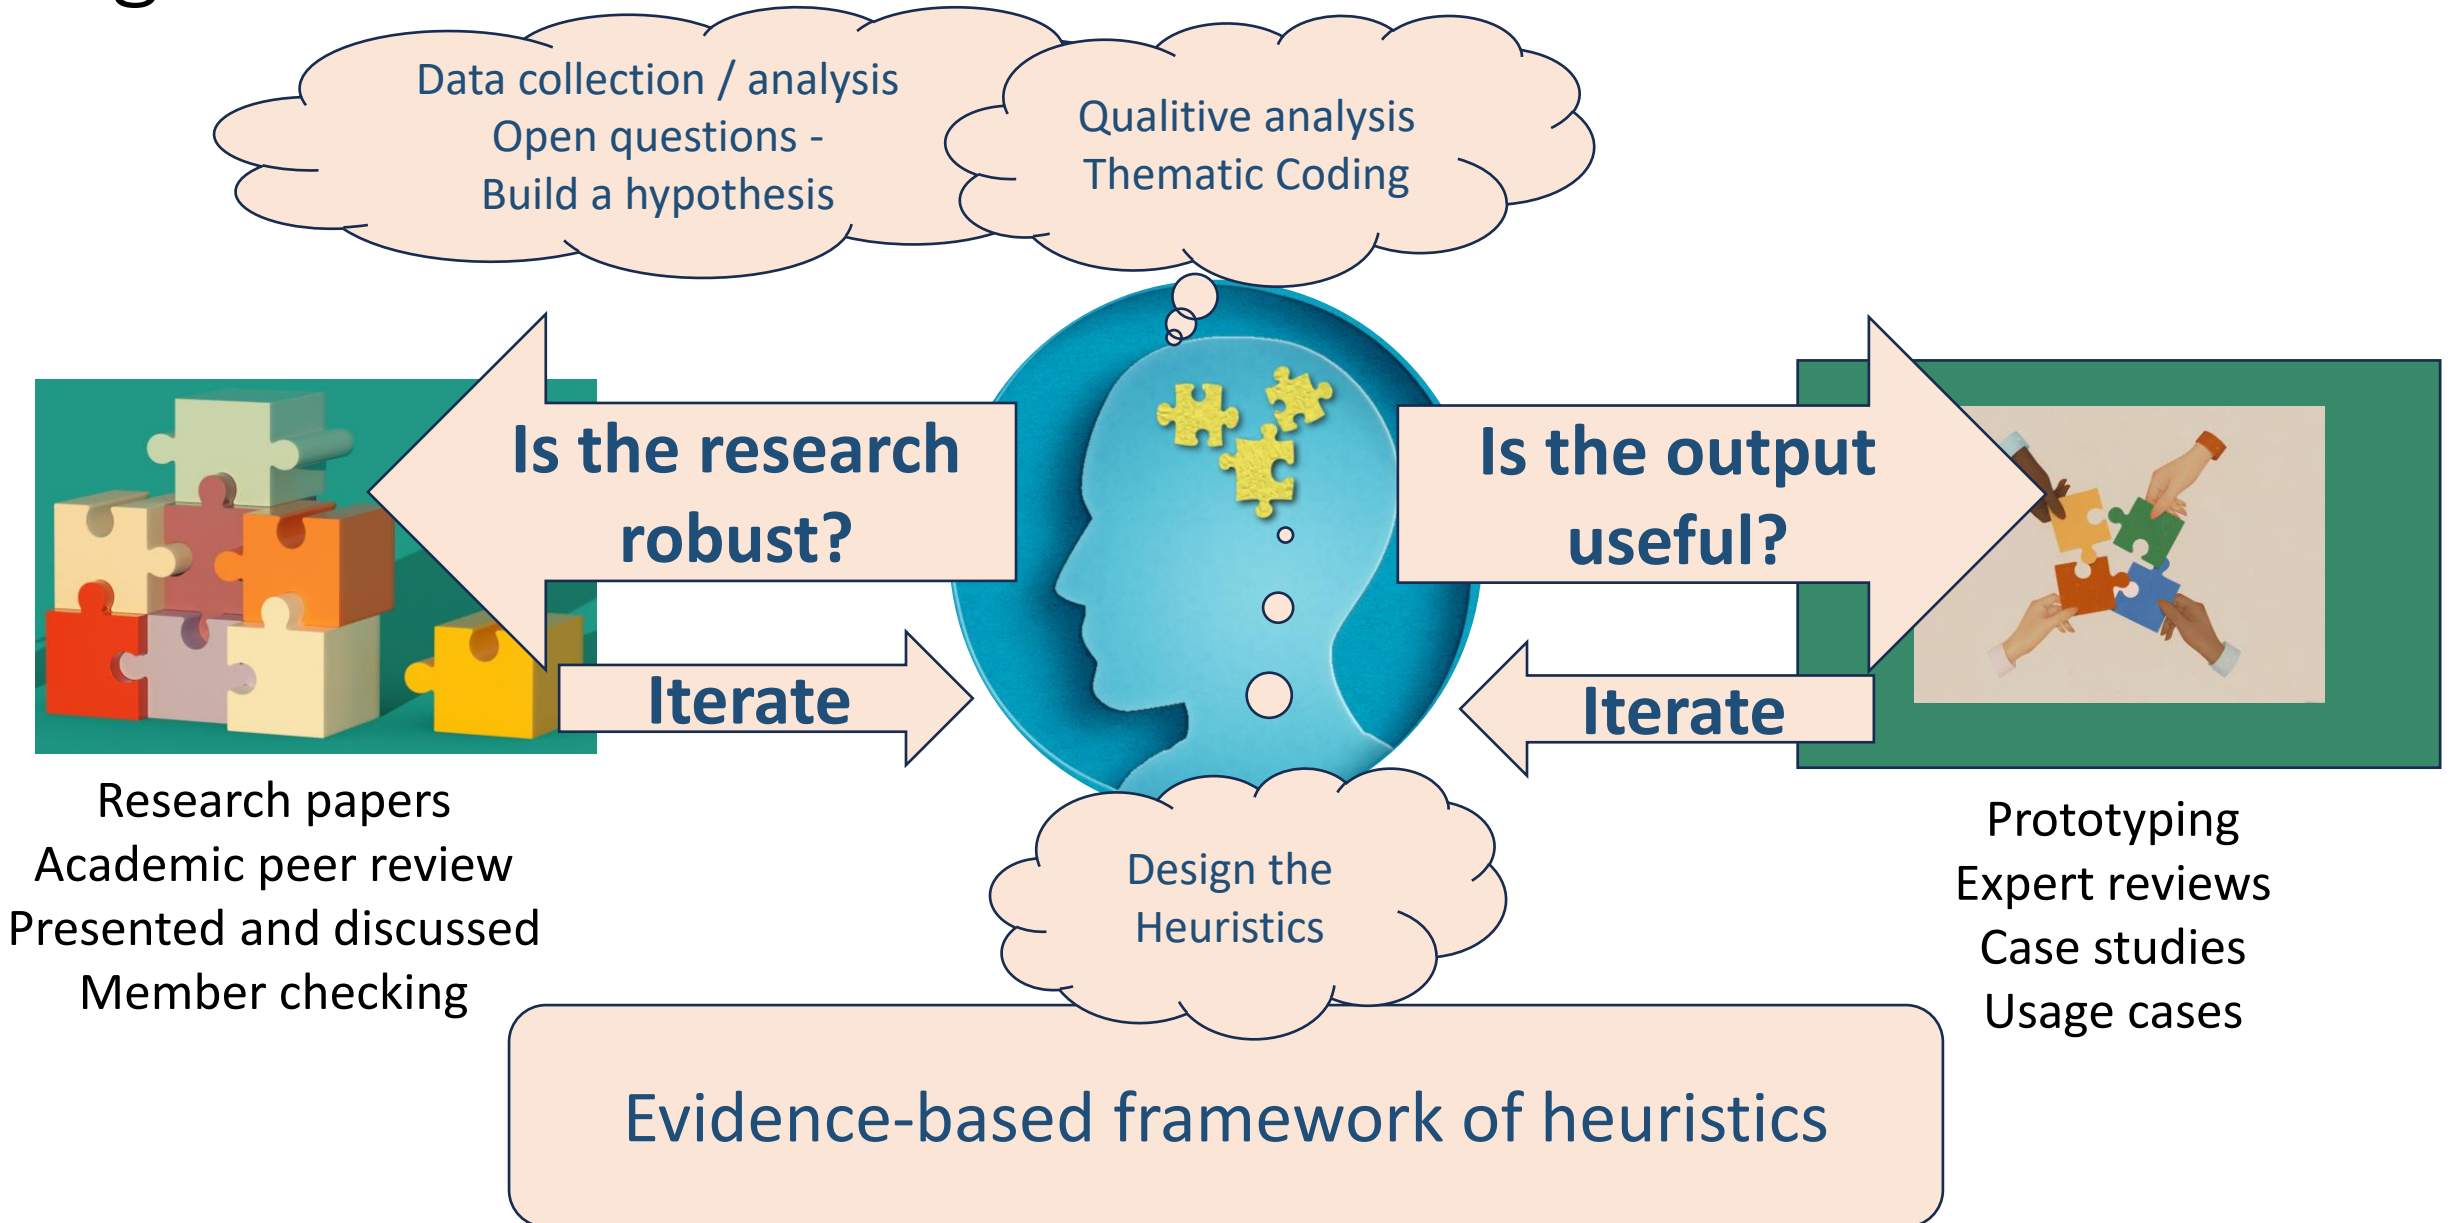 Data collection / analysis
Open questions -
Build a hypothesis
Qualitive analysis
Thematic Coding
Is the research
robust?
Is the output
useful?
Iterate
Iterate
Research papers
Academic peer review
Presented and discussed
Member checking
Prototyping
Expert reviews
Case studies
Usage cases
Design the
Heuristics
Evidence-based framework of heuristics